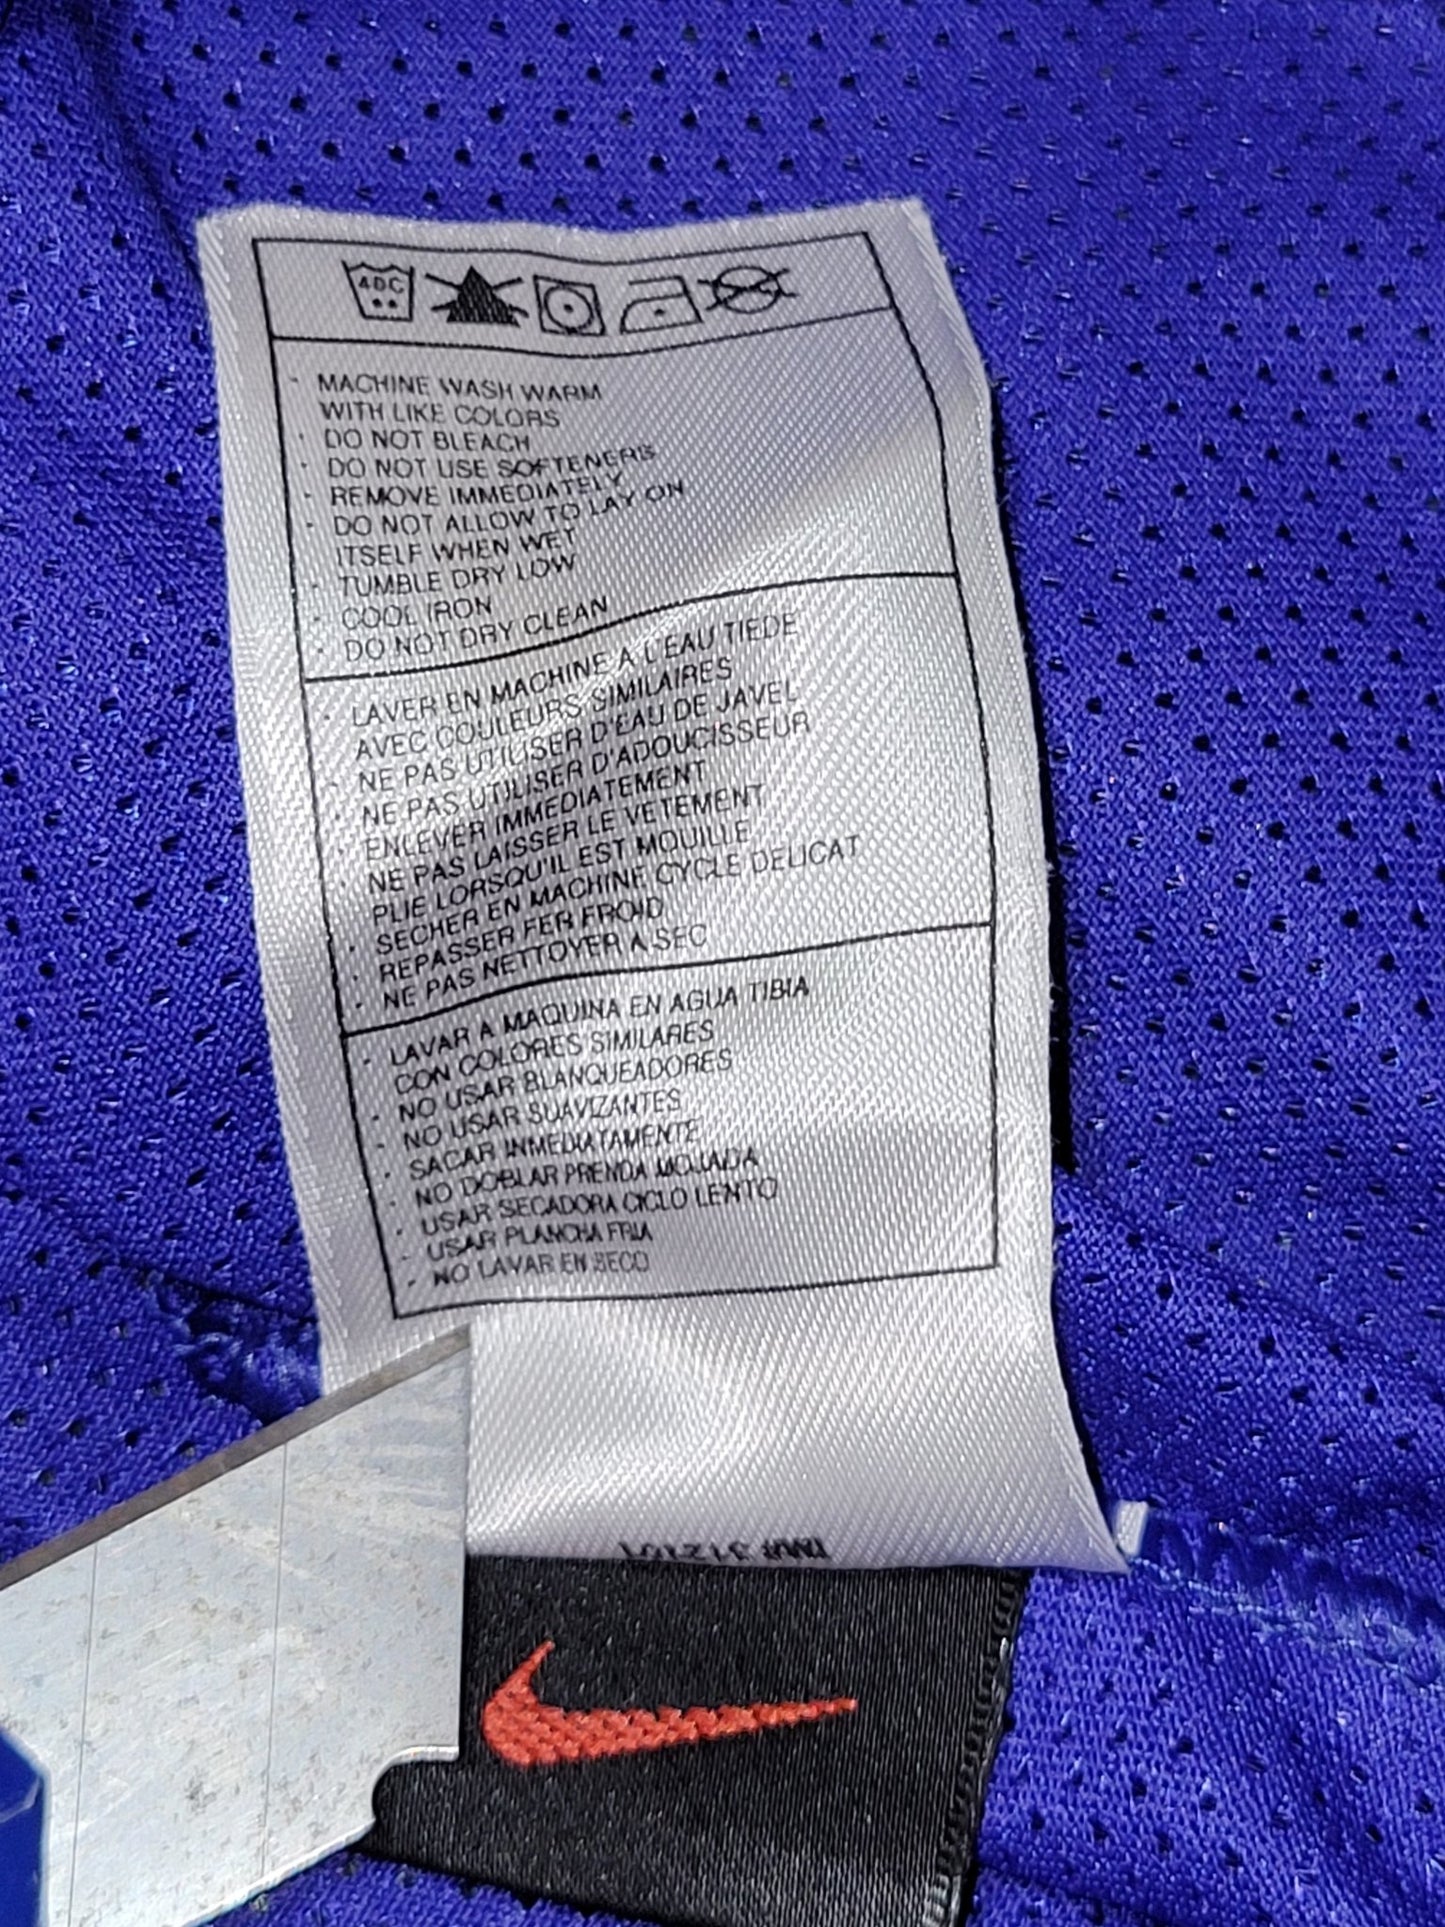 40C
MACHINE WASH WARM
WITH LIKE COLORS
DO NOT BLEACH
DO NOT USE SOFTENERS
REMOVE IMMEDIATELY
DO NOT ALLOW TO LAY ON
ITSELF WHEN WET
TUMBLE DRY LOW
COOL IRON
DO NOT DRY CLEAN
LAVER EN MACHINE A L'EAU TIEDE
AVEC COULEURS SIMILAIRES
NE PAS UTILISER D'EAU DE JAVEL
NE PAS UTILISER D'ADOUCISSEUR
ENLEVER IMMEDIATEMENT
NE PAS LAISSER LE VETEMENT
PLIE LORSQU'IL EST MOUILLE
SECHER EN MACHINE CYCLE DELICAT
REPASSER FER FROID
NE PAS NETTOYER A SEC
LAVAR A MAQUINA EN AGUA TIBIA
CON COLORES SIMILARES
NO USAR BLANQUEADORES
NO USAR SUAVIZANTES
SACAR INMEDIATAMENTE
NO DOBLAR PRENDA MOJADA
USAR SECADORA CICLO LENTO
USAR PLANCHA FRIA
NO LAVAR EN SECO